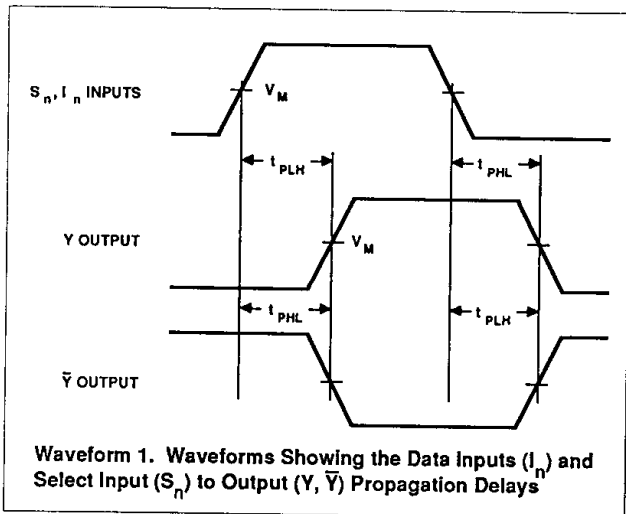 Sn, In INPUTS
VM
tPLH
tPHL
Y OUTPUT
VM
tPHL
tPLH
Ȳ OUTPUT
Waveform 1. Waveforms Showing the Data Inputs (In) and
Select Input (Sn) to Output (Y, Ȳ) Propagation Delays